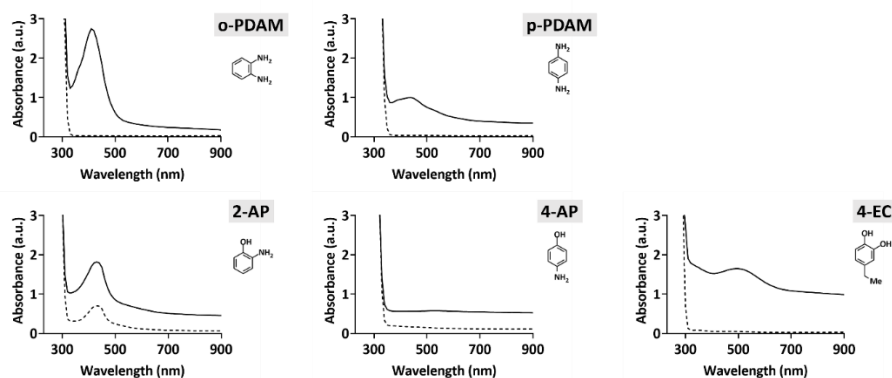 o-PDAM
Absorbance (a.u.)
3
2
1
0
300
500
700
900
Wavelength (nm)
NH2
NH2
p-PDAM
Absorbance (a.u.)
3
2
1
0
300
500
700
900
Wavelength (nm)
NH2
NH2
2-AP
Absorbance (a.u.)
3
2
1
0
300
500
700
900
Wavelength (nm)
OH
NH2
4-AP
Absorbance (a.u.)
3
2
1
0
300
500
700
900
Wavelength (nm)
OH
NH2
4-EC
Absorbance (a.u.)
3
2
1
0
300
500
700
900
Wavelength (nm)
OH
OH
Me